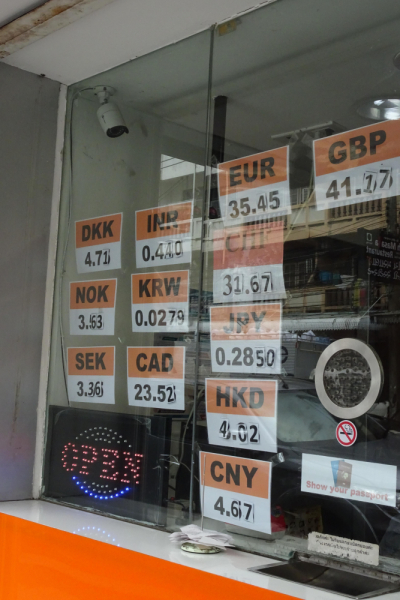 EUR
35.45
GBP
41.17
DKK
4.71
INR
0.440
CHF
31.67
NOK
3.63
KRW
0.0279
JPY
0.2850
SEK
3.36
CAD
23.52
HKD
4.02
CNY
4.67
OPEN
Show your passport